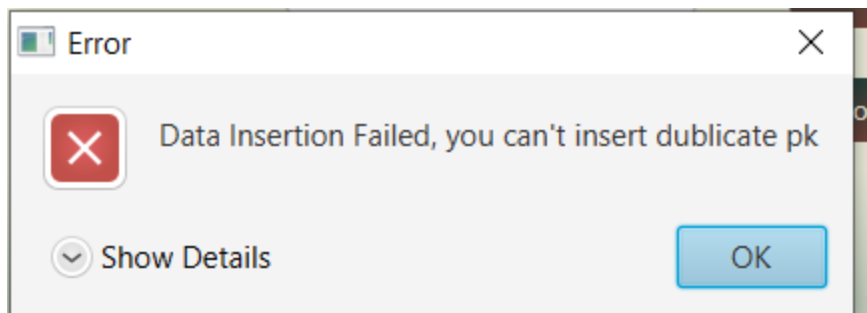 Error
Data Insertion Failed, you can't insert dublicate pk
Show Details
OK